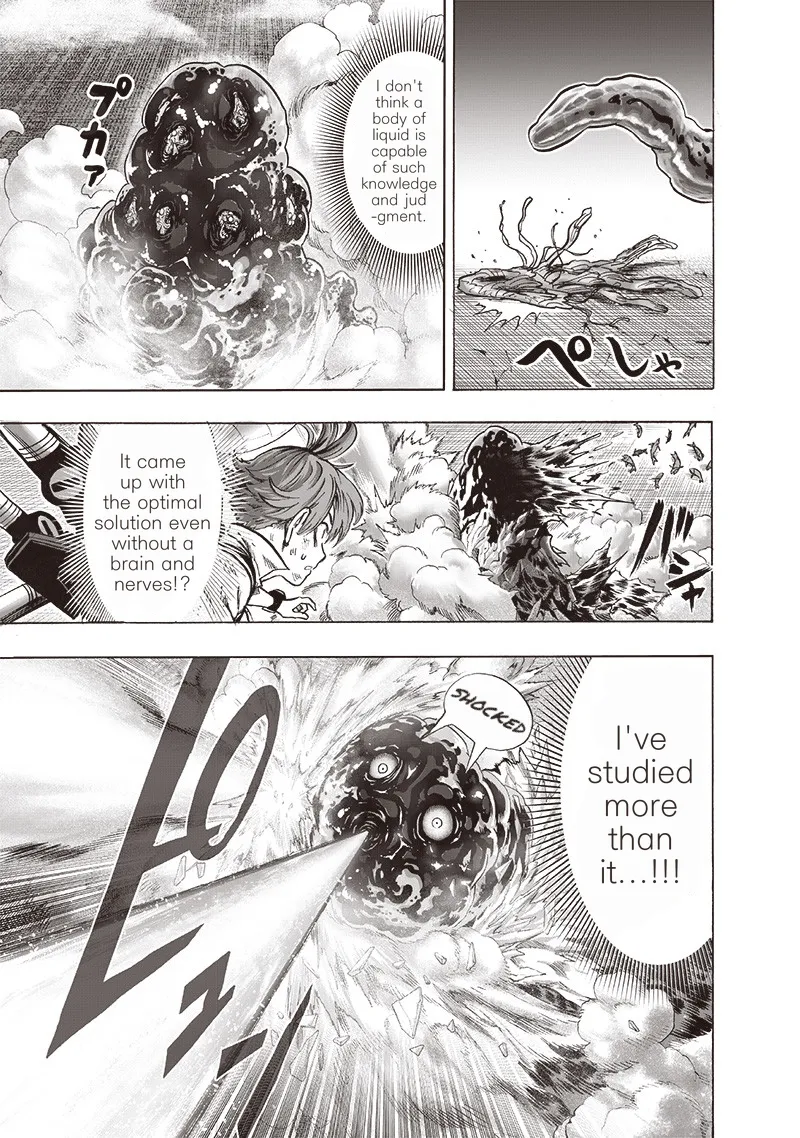 ぺしゃ
I don't
think a
body of
liquid is
capable
of such
knowledge
and jud
-gment.
プカァ
バシャ
It came
up with
the optimal
solution even
without a
brain and
nerves!?
I've
studied
more
than
it...!!!
SHOCKED
ピュー